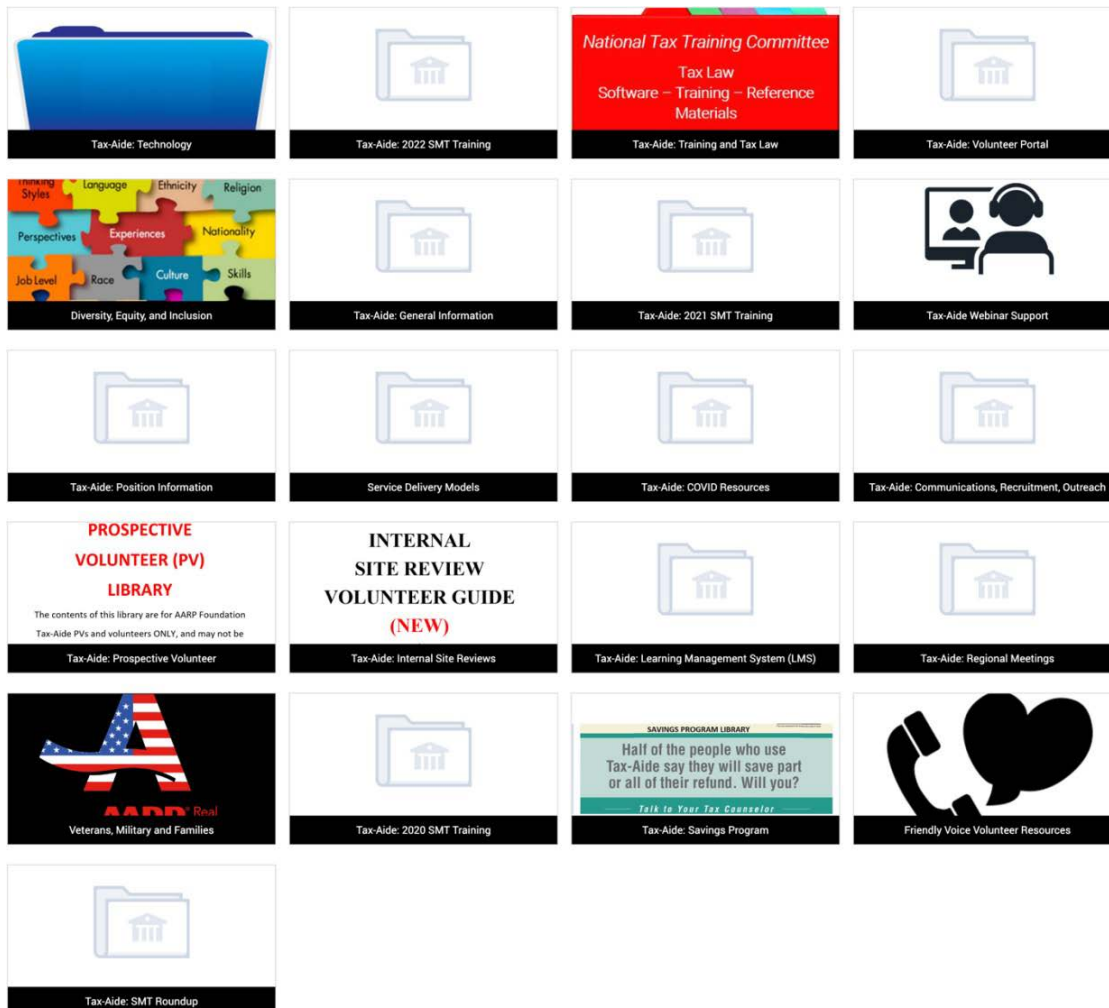 Tax-Aide: Technology
Tax-Aide: 2022 SMT Training
National Tax Training Committee
Tax Law
Software – Training – Reference
Materials
Tax-Aide: Training and Tax Law
Tax-Aide: Volunteer Portal
Thinking
Styles
Language
Ethnicity
Religion
Perspectives
Experiences
Nationality
Job Level
Race
Culture
Skills
Diversity, Equity, and Inclusion
Tax-Aide: General Information
Tax-Aide: 2021 SMT Training
Tax-Aide Webinar Support
Tax-Aide: Position Information
Service Delivery Models
Tax-Aide: COVID Resources
Tax-Aide: Communications, Recruitment, Outreach
PROSPECTIVE
VOLUNTEER (PV)
LIBRARY
The contents of this library are for AARP Foundation
Tax-Aide PVs and volunteers ONLY, and may not be
Tax-Aide: Prospective Volunteer
INTERNAL
SITE REVIEW
VOLUNTEER GUIDE
(NEW)
Tax-Aide: Internal Site Reviews
Tax-Aide: Learning Management System (LMS)
Tax-Aide: Regional Meetings
AARP® Real
Veterans, Military and Families
Tax-Aide: 2020 SMT Training
SAVINGS PROGRAM LIBRARY
Half of the people who use
Tax-Aide say they will save part
or all of their refund. Will you?
Talk to Your Tax Counselor
Tax-Aide: Savings Program
Friendly Voice Volunteer Resources
Tax-Aide: SMT Roundup